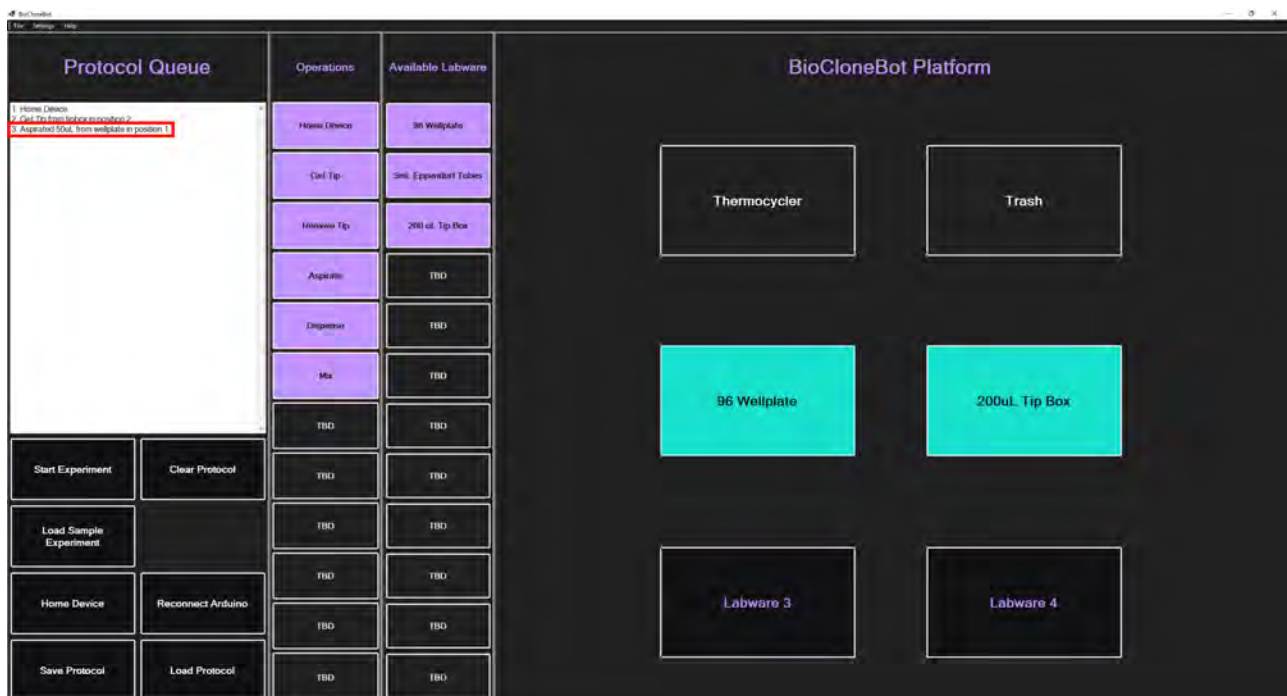 BioCloneBot
File Settings Help
Protocol Queue
1. Home Device
2. Get Tip from tipbox in position 2
3. Aspirated 50uL from wellplate in position 1
Start Experiment
Clear Protocol
Load Sample
Experiment
Home Device
Reconnect Arduino
Save Protocol
Load Protocol
Operations
Home Device
Get Tip
Remove Tip
Aspirate
Dispense
Mix
TBD
TBD
TBD
TBD
TBD
TBD
Available Labware
96 Wellplate
5mL Eppendorf Tubes
200 uL Tip Box
TBD
TBD
TBD
TBD
TBD
TBD
TBD
TBD
TBD
BioCloneBot Platform
Thermocycler
Trash
96 Wellplate
200uL Tip Box
Labware 3
Labware 4